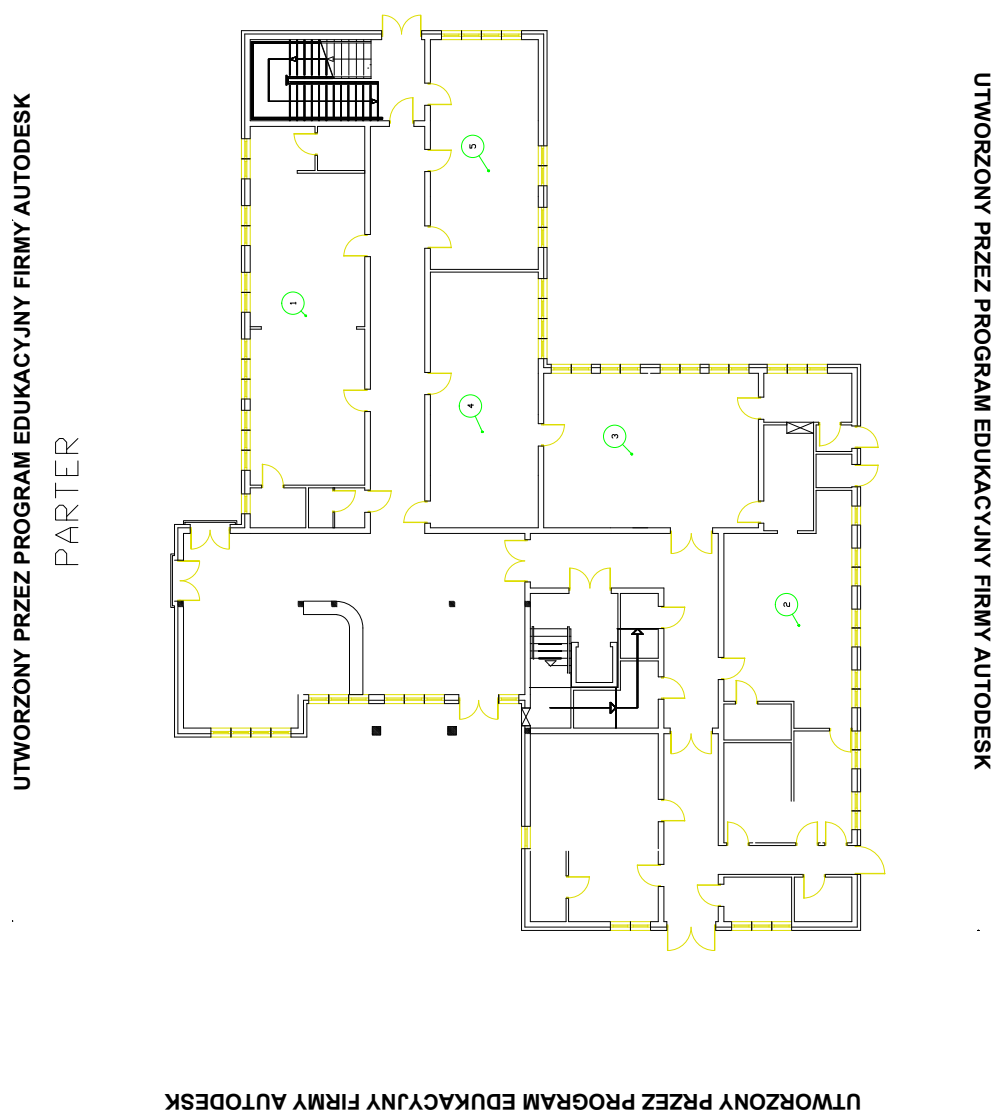 UTWORZONY PRZEZ PROGRAM EDUKACYJNY FIRMY AUTODESK
PARTER
1
5
4
3
2
UTWORZONY PRZEZ PROGRAM EDUKACYJNY FIRMY AUTODESK
UTWORZONY PRZEZ PROGRAM EDUKACYJNY FIRMY AUTODESK